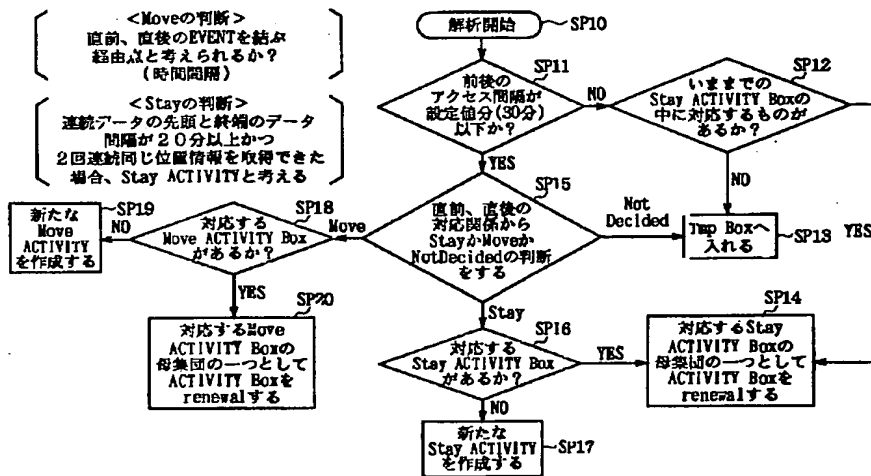 <Moveの判断>
直前、直後のEVENTを結ぶ
経由点と考えられるか?
(時間間隔)
<Stayの判断>
連続データの先頭と終端のデータ
間隔が20分以上かつ
2回連続同じ位置情報を取得できた
場合、Stay ACTIVITYと考える
解析開始
SP10
前後の
アクセス間隔が
設定値分(30分)
以下か?
SP11
NO
YES
いままでの
Stay ACTIVITY Boxの
中に対応するものが
あるか?
SP12
NO
YES
Tmp Boxへ
入れる
SP13
直前、直後の
対応関係から
StayかMoveか
NotDecidedの判断
をする
SP15
Not
Decided
Move
Stay
対応する
Move ACTIVITY Box
があるか?
SP18
NO
YES
新たな
Move
ACTIVITY
を作成する
SP19
対応するMove
ACTIVITY Boxの
母集団の一つとして
ACTIVITY Boxを
renewalする
SP20
対応する
Stay ACTIVITY Box
があるか?
SP16
YES
NO
対応するStay
ACTIVITY Boxの
母集団の一つとして
ACTIVITY Boxを
renewalする
SP14
新たな
Stay ACTIVITY
を作成する
SP17